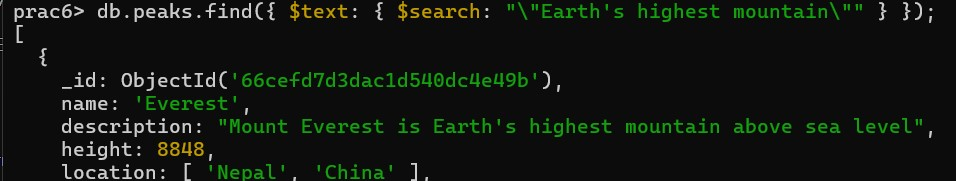 prac6> db.peaks.find({ $text: { $search: "\"Earth's highest mountain\"" } });
[
  {
    _id: ObjectId('66cefd7d3dac1d540dc4e49b'),
    name: 'Everest',
    description: "Mount Everest is Earth's highest mountain above sea level",
    height: 8848,
    location: [ 'Nepal', 'China' ],